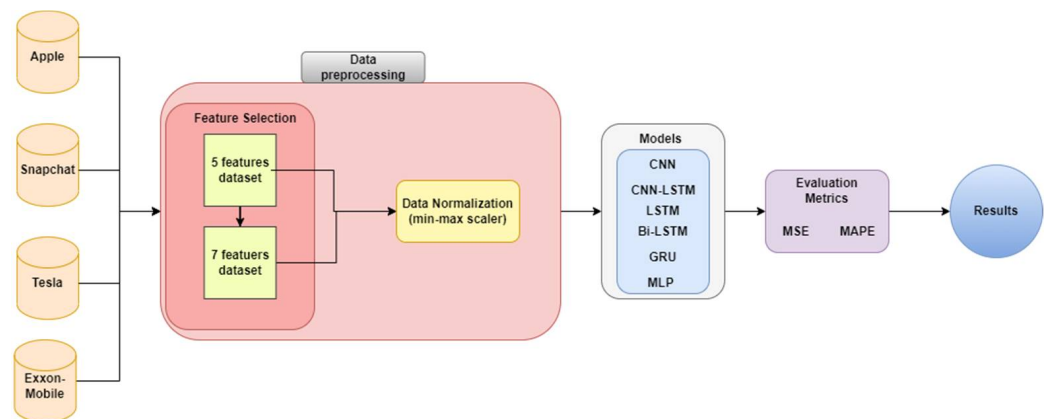 Apple
Snapchat
Tesla
Exxon-
Mobile
Data
preprocessing
Feature Selection
5 features
dataset
7 featuers
dataset
Data Normalization
(min-max scaler)
Models
CNN
CNN-LSTM
LSTM
Bi-LSTM
GRU
MLP
Evaluation
Metrics
MSE MAPE
Results